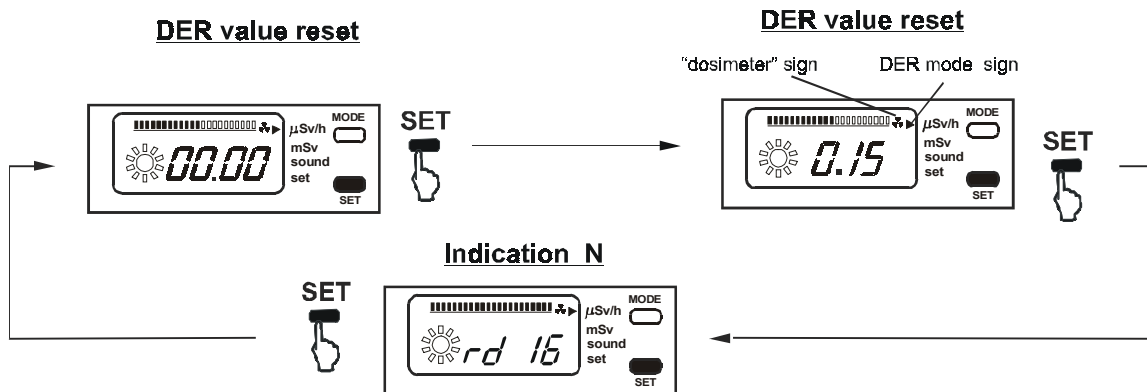 DER value reset
DER value reset
"dosimeter" sign
DER mode sign
MODE
µSv/h
mSv
sound
set
SET
00.00
SET
MODE
µSv/h
mSv
sound
set
SET
0.15
SET
Indication N
SET
MODE
µSv/h
mSv
sound
set
SET
rd 16